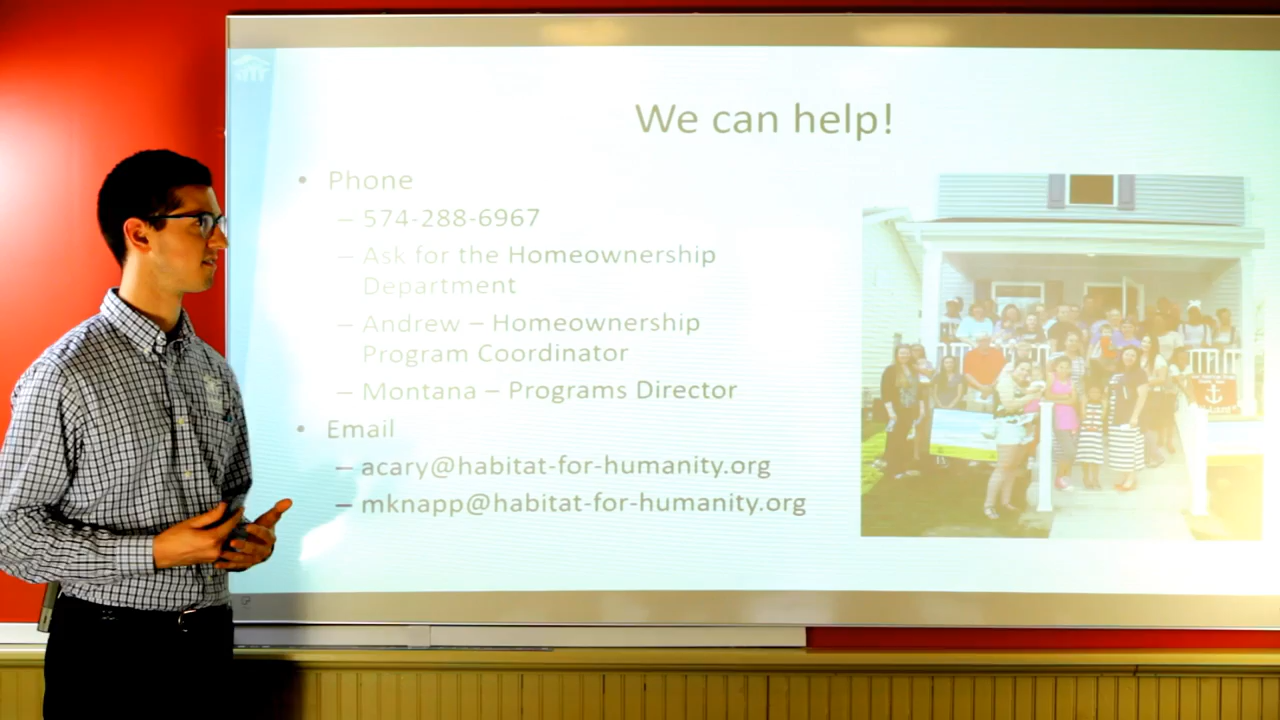 We can help!
• Phone
– 574-288-6967
– Ask for the Homeownership
Department
– Andrew – Homeownership
Program Coordinator
– Montana – Programs Director
• Email
– acary@habitat-for-humanity.org
– mknapp@habitat-for-humanity.org